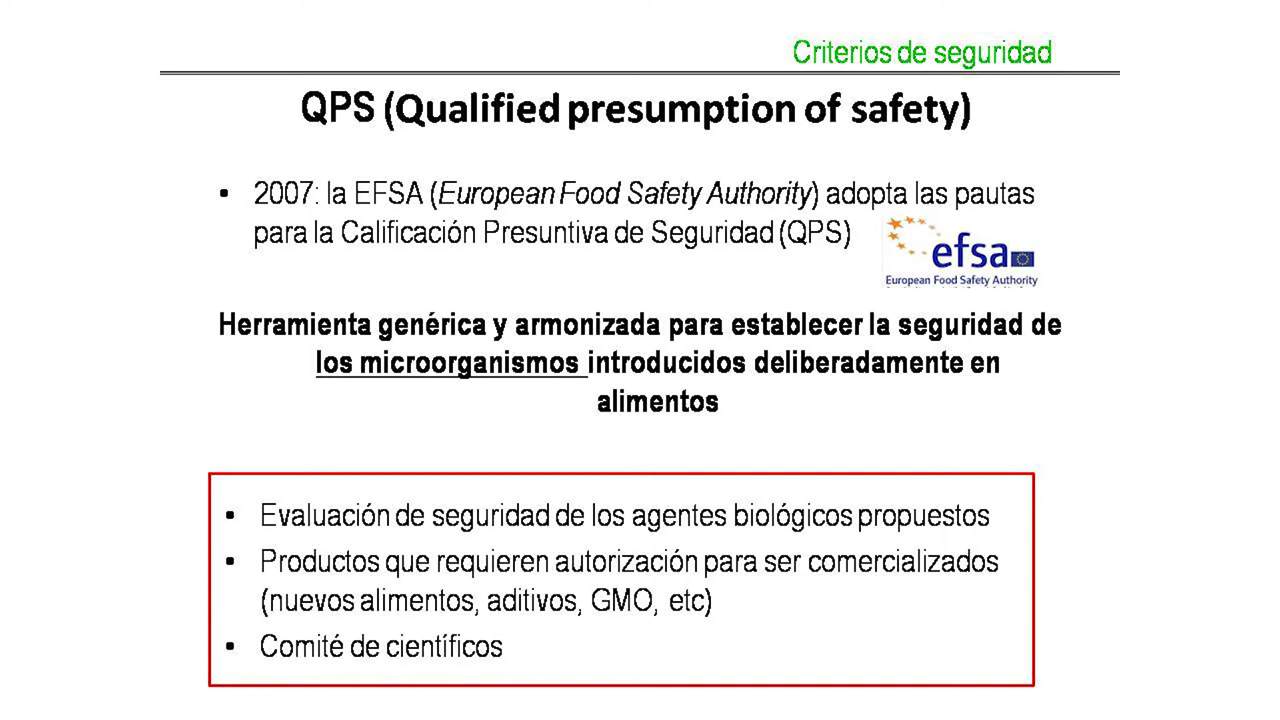 Criterios de seguridad
QPS (Qualified presumption of safety)
• 2007: la EFSA (European Food Safety Authority) adopta las pautas
para la Calificación Presuntiva de Seguridad (QPS)
efsa
European Food Safety Authority
Herramienta genérica y armonizada para establecer la seguridad de
los microorganismos introducidos deliberadamente en
alimentos
• Evaluación de seguridad de los agentes biológicos propuestos
• Productos que requieren autorización para ser comercializados
(nuevos alimentos, aditivos, GMO, etc)
• Comité de científicos